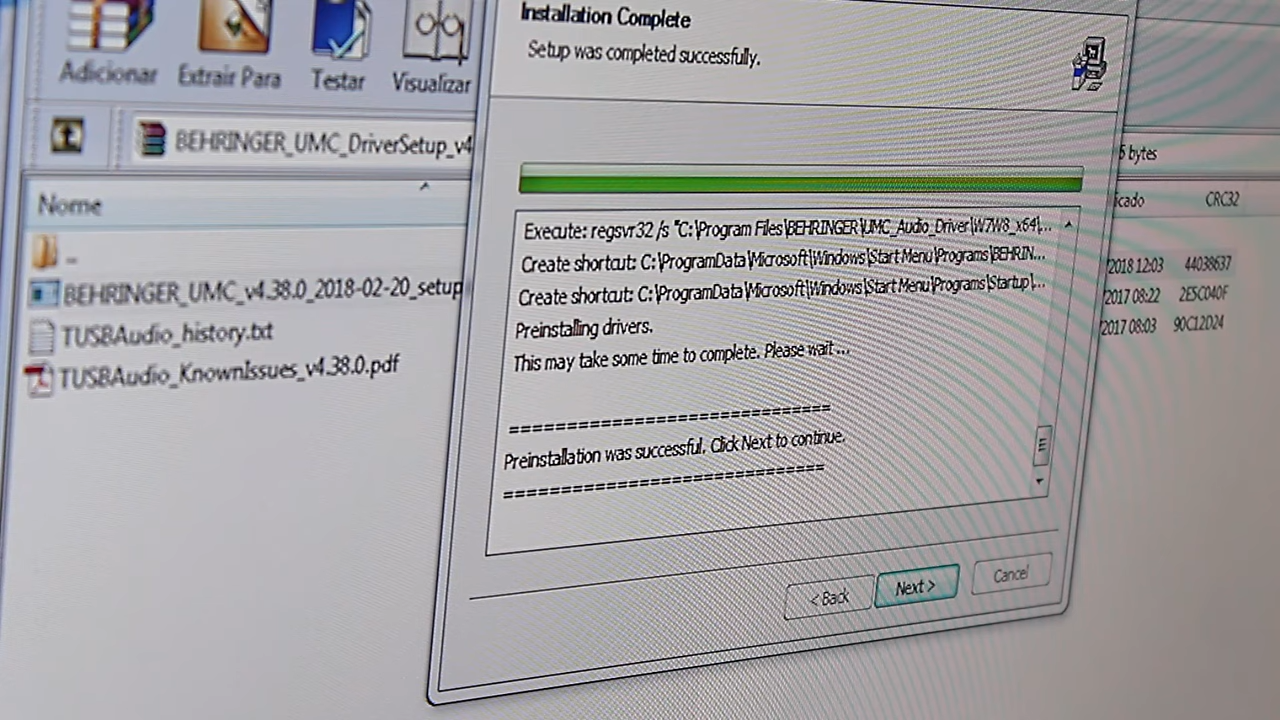 Installation Complete
Setup was completed successfully.
Adicionar Extrair Para Testar Visualizar
BEHRINGER_UMC_DriverSetup_v4
5 bytes
Nome
icado CRC32
..
BEHRINGER_UMC_v4.38.0_2018-02-20_setup
TUSBAudio_history.txt
TUSBAudio_KnownIssues_v4.38.0.pdf
/2018 12:03 44038637
/2017 08:22 2E5C040F
/2017 08:03 90C12D24
Execute: regsvr32 /s "C:\Program Files\BEHRINGER\UMC_Audio_Driver\W7W8_x64\...
Create shortcut: C:\ProgramData\Microsoft\Windows\Start Menu\Programs\BEHRIN...
Create shortcut: C:\ProgramData\Microsoft\Windows\Start Menu\Programs\Startup\...
Preinstalling drivers.
This may take some time to complete. Please wait ...
==============================
Preinstallation was successful. Click Next to continue.
==============================
< Back Next > Cancel